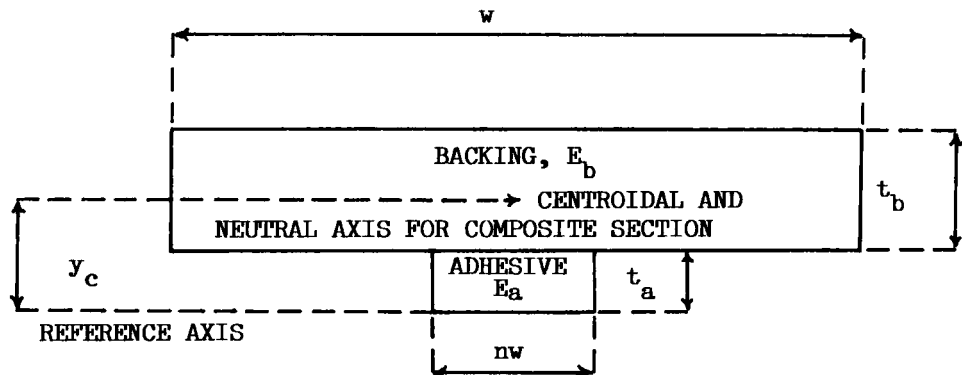 w
BACKING, E_b
t_b
CENTROIDAL AND
NEUTRAL AXIS FOR COMPOSITE SECTION
y_c
ADHESIVE
E_a
t_a
REFERENCE AXIS
nw